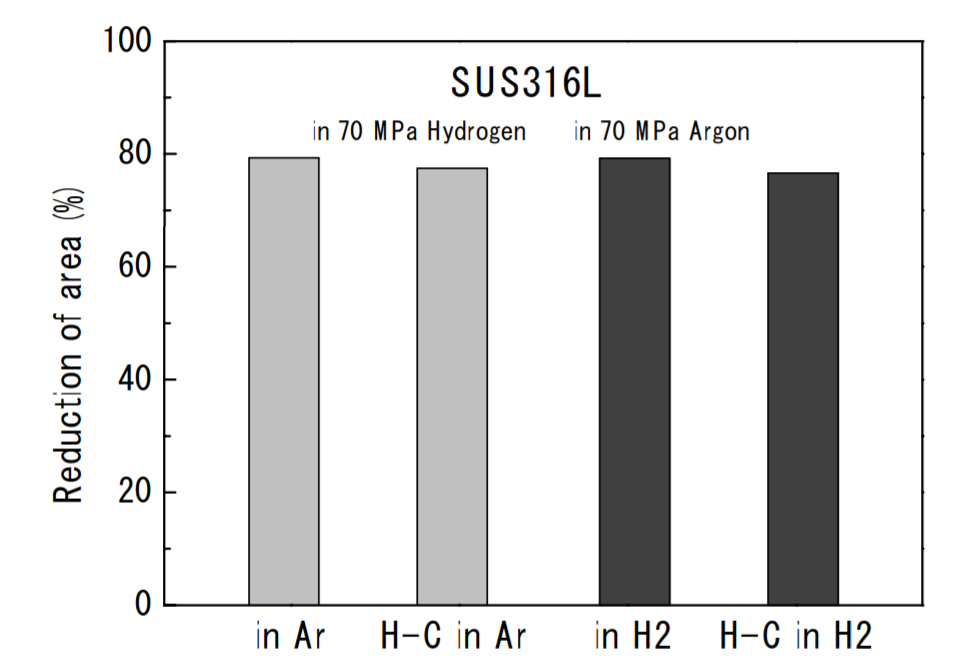 SUS316L
in 70 MPa Hydrogen in 70 MPa Argon
Reduction of area (%)
100
80
60
40
20
0
in Ar H-C in Ar in H2 H-C in H2